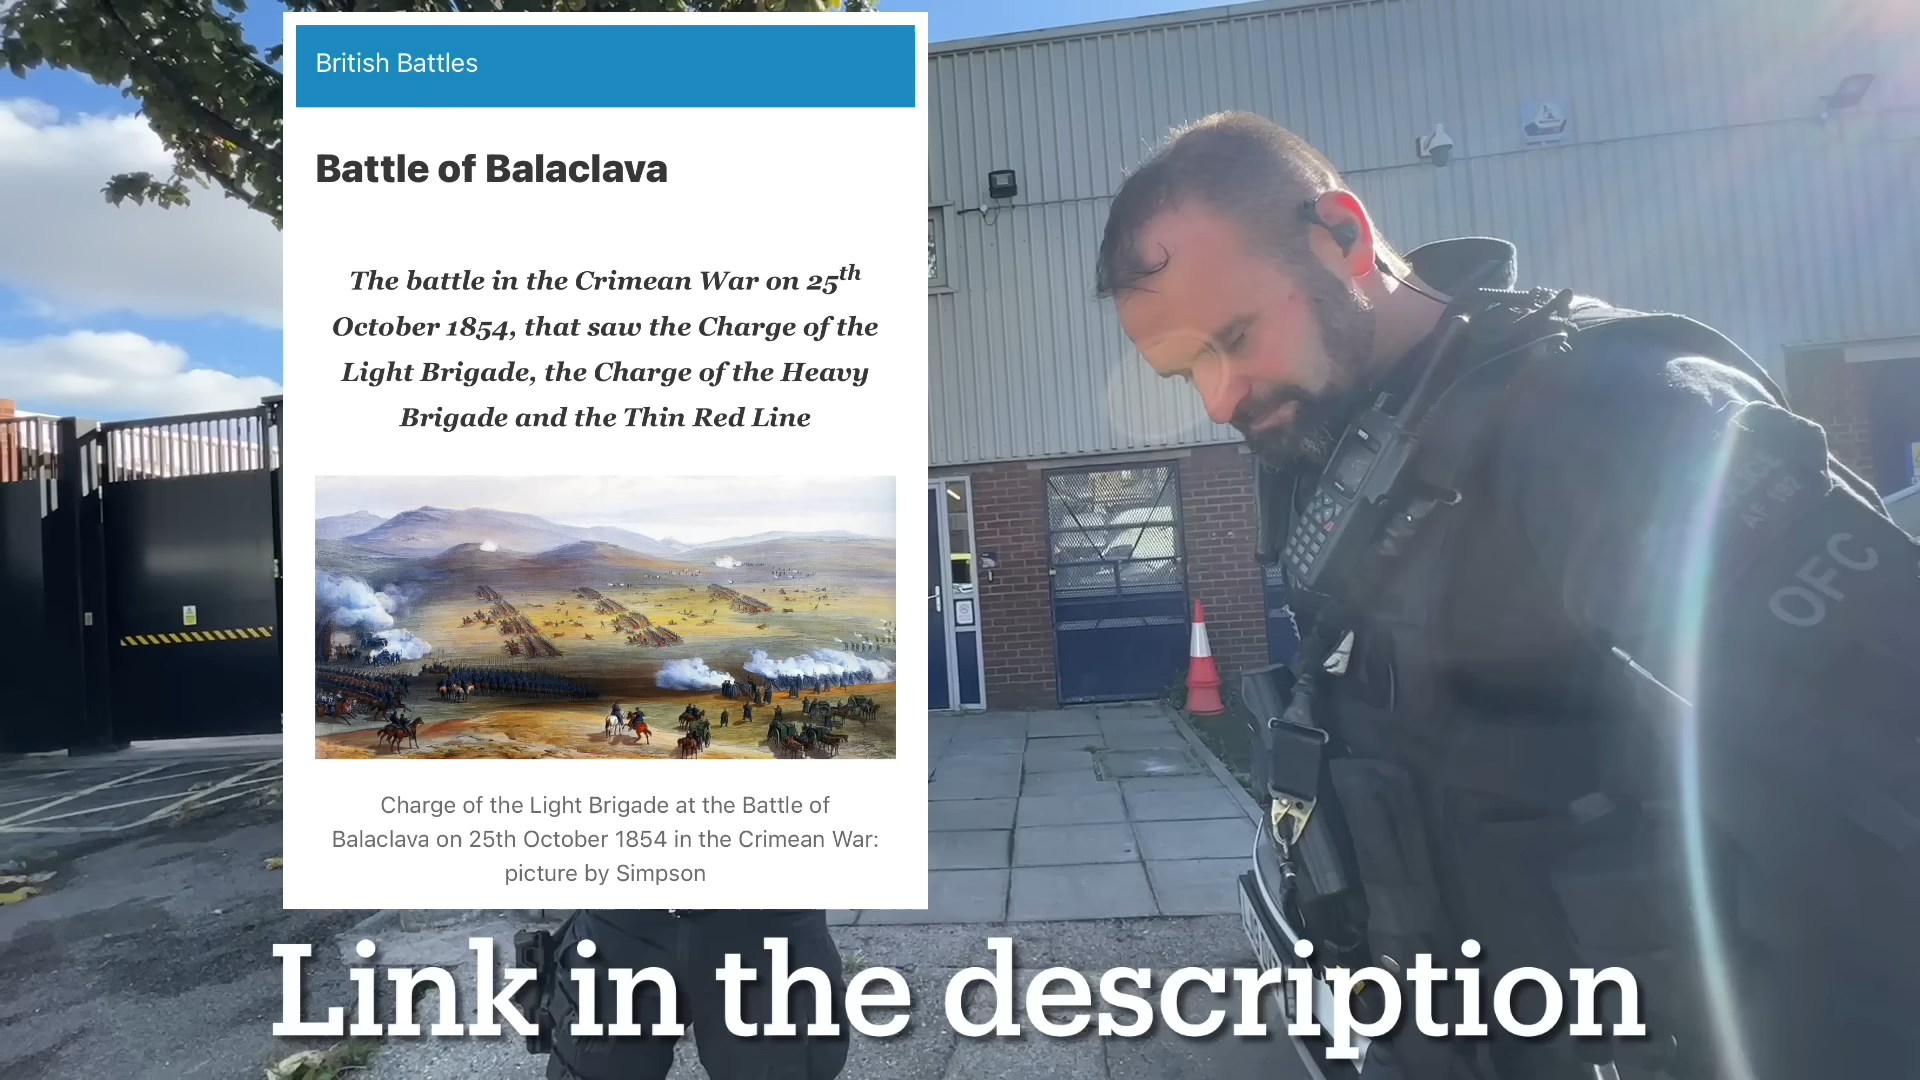 British Battles
Battle of Balaclava
The battle in the Crimean War on 25th
October 1854, that saw the Charge of the
Light Brigade, the Charge of the Heavy
Brigade and the Thin Red Line
Charge of the Light Brigade at the Battle of
Balaclava on 25th October 1854 in the Crimean War:
picture by Simpson
OFC
Link in the description